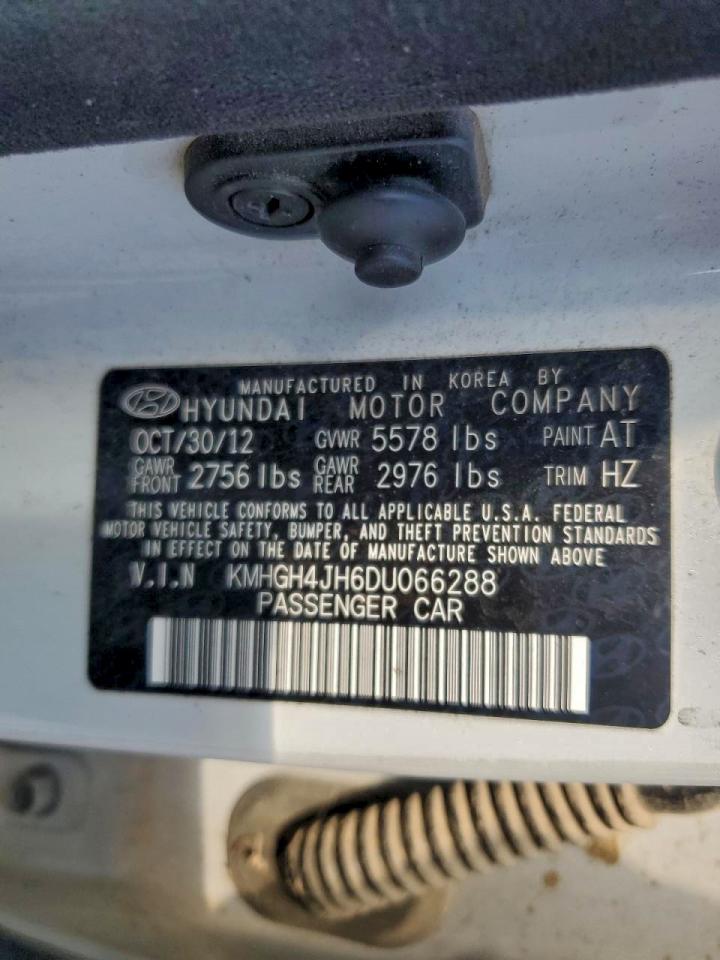 MANUFACTURED IN KOREA BY
HYUNDAI MOTOR COMPANY
OCT/30/12 GVWR 5578 lbs PAINT AT
GAWR FRONT 2756 lbs GAWR REAR 2976 lbs TRIM HZ
THIS VEHICLE CONFORMS TO ALL APPLICABLE U.S.A. FEDERAL
MOTOR VEHICLE SAFETY, BUMPER, AND THEFT PREVENTION STANDARDS
IN EFFECT ON THE DATE OF MANUFACTURE SHOWN ABOVE
V.I.N KMHGH4JH6DU066288
PASSENGER CAR